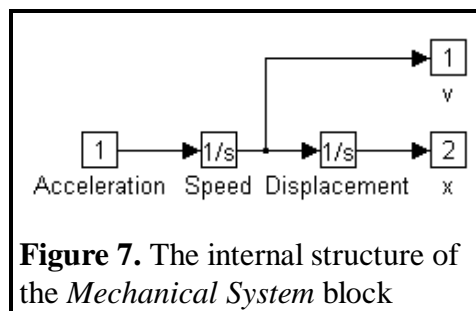 1
v
1
1/s
1/s
2
Acceleration Speed Displacement x
Figure 7. The internal structure of
the Mechanical System block